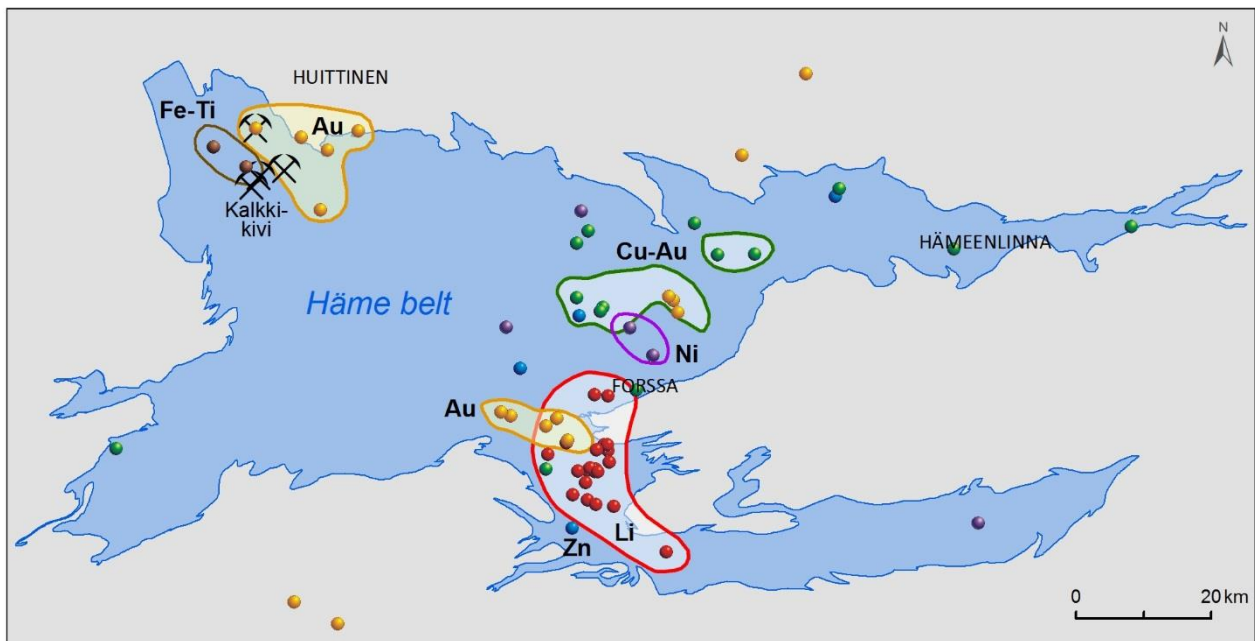 N
HUITTINEN
Fe-Ti
Au
Kalkki-
kivi
HÄMEENLINNA
Cu-Au
Häme belt
Ni
FORSSA
Au
Li
Zn
0
20 km